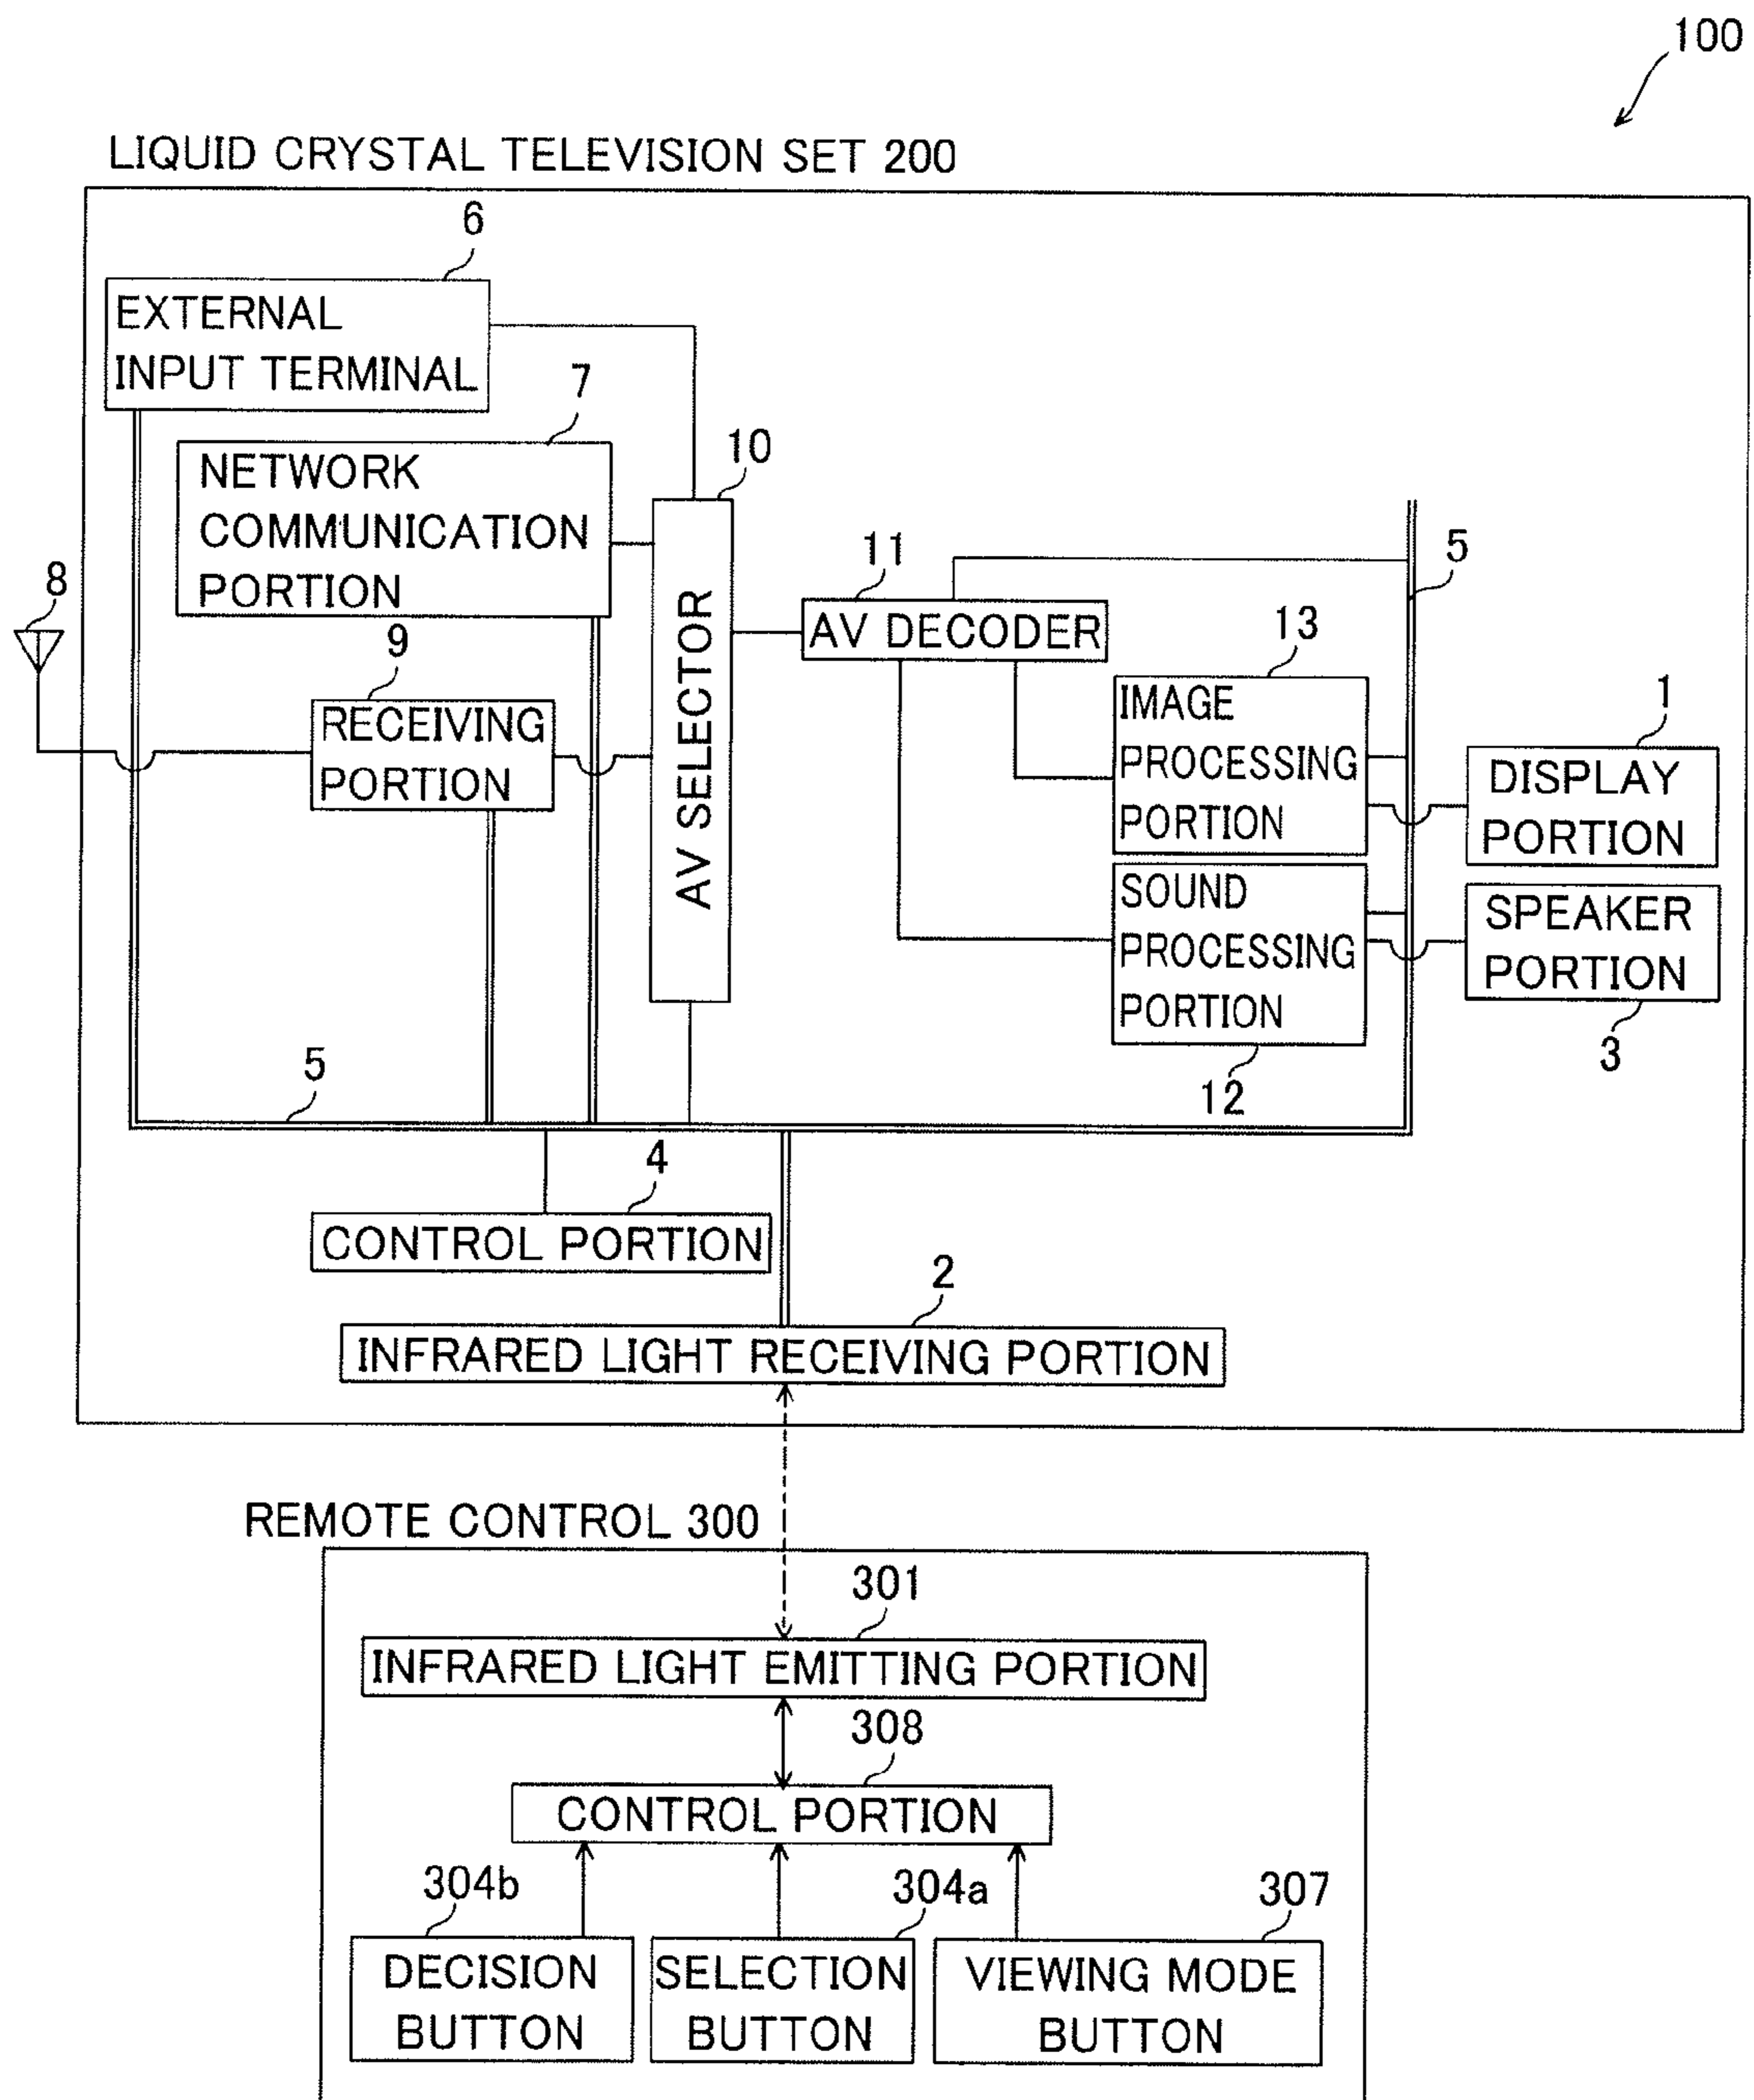 100
LIQUID CRYSTAL TELEVISION SET 200
6
EXTERNAL
INPUT TERMINAL
7
NETWORK
COMMUNICATION
PORTION
10
AV SELECTOR
8
9
RECEIVING
PORTION
11
AV DECODER
5
13
IMAGE
PROCESSING
PORTION
1
DISPLAY
PORTION
SOUND
PROCESSING
PORTION
12
SPEAKER
PORTION
3
5
4
CONTROL PORTION
2
INFRARED LIGHT RECEIVING PORTION
REMOTE CONTROL 300
301
INFRARED LIGHT EMITTING PORTION
308
CONTROL PORTION
304b
DECISION
BUTTON
304a
SELECTION
BUTTON
307
VIEWING MODE
BUTTON